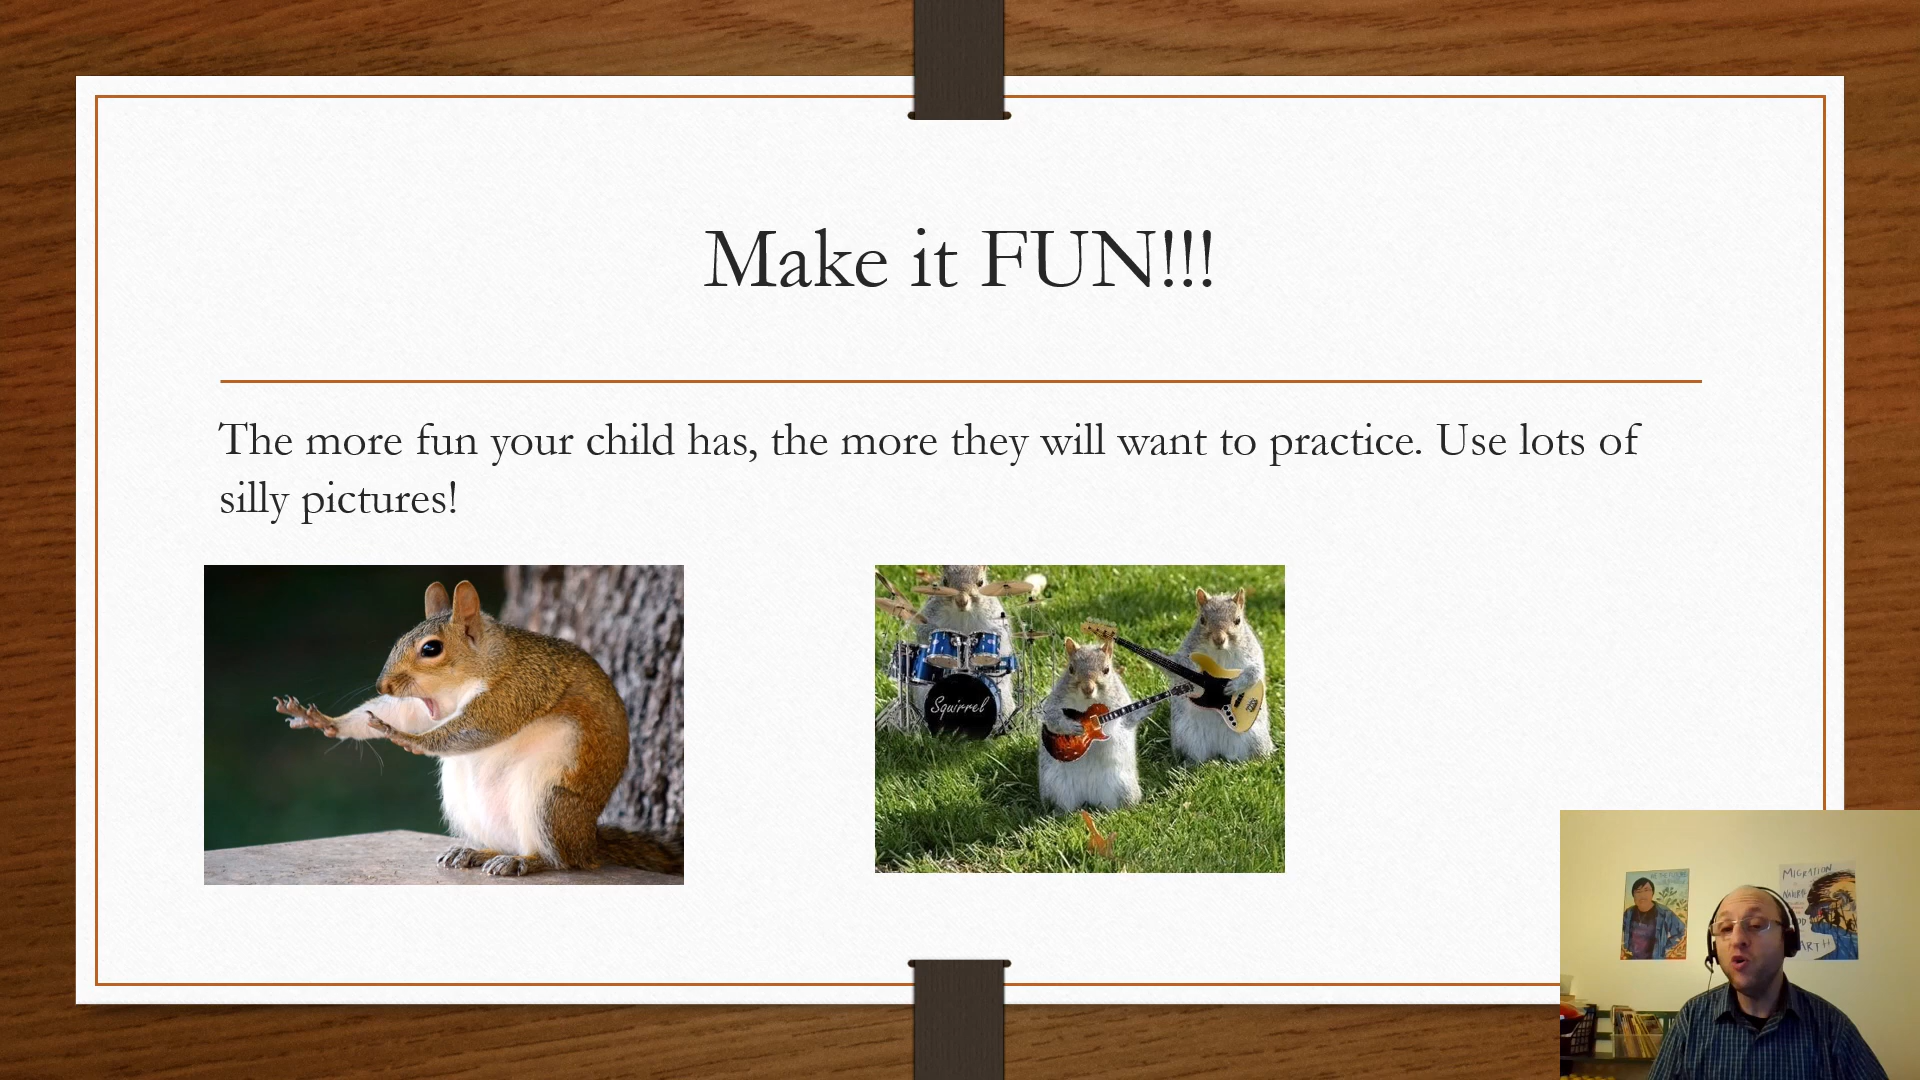 Make it FUN!!!
The more fun your child has, the more they will want to practice. Use lots of
silly pictures!
Squirrel
MIGRATION